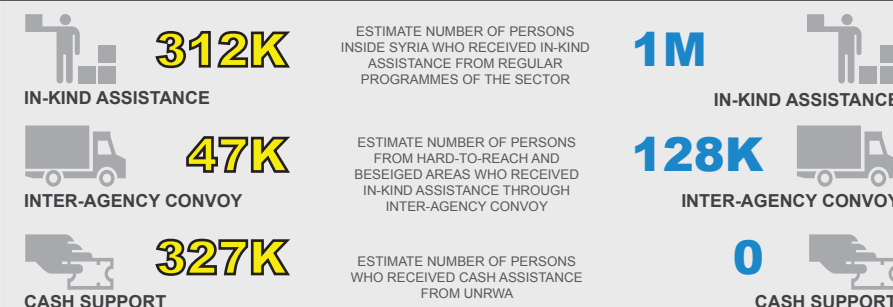 312K
IN-KIND ASSISTANCE
ESTIMATE NUMBER OF PERSONS
INSIDE SYRIA WHO RECEIVED IN-KIND
ASSISTANCE FROM REGULAR
PROGRAMMES OF THE SECTOR
1M
IN-KIND ASSISTANCE
47K
INTER-AGENCY CONVOY
ESTIMATE NUMBER OF PERSONS
FROM HARD-TO-REACH AND
BESEIGED AREAS WHO RECEIVED
IN-KIND ASSISTANCE THROUGH
INTER-AGENCY CONVOY
128K
INTER-AGENCY CONVOY
327K
CASH SUPPORT
ESTIMATE NUMBER OF PERSONS
WHO RECEIVED CASH ASSISTANCE
FROM UNRWA
0
CASH SUPPORT